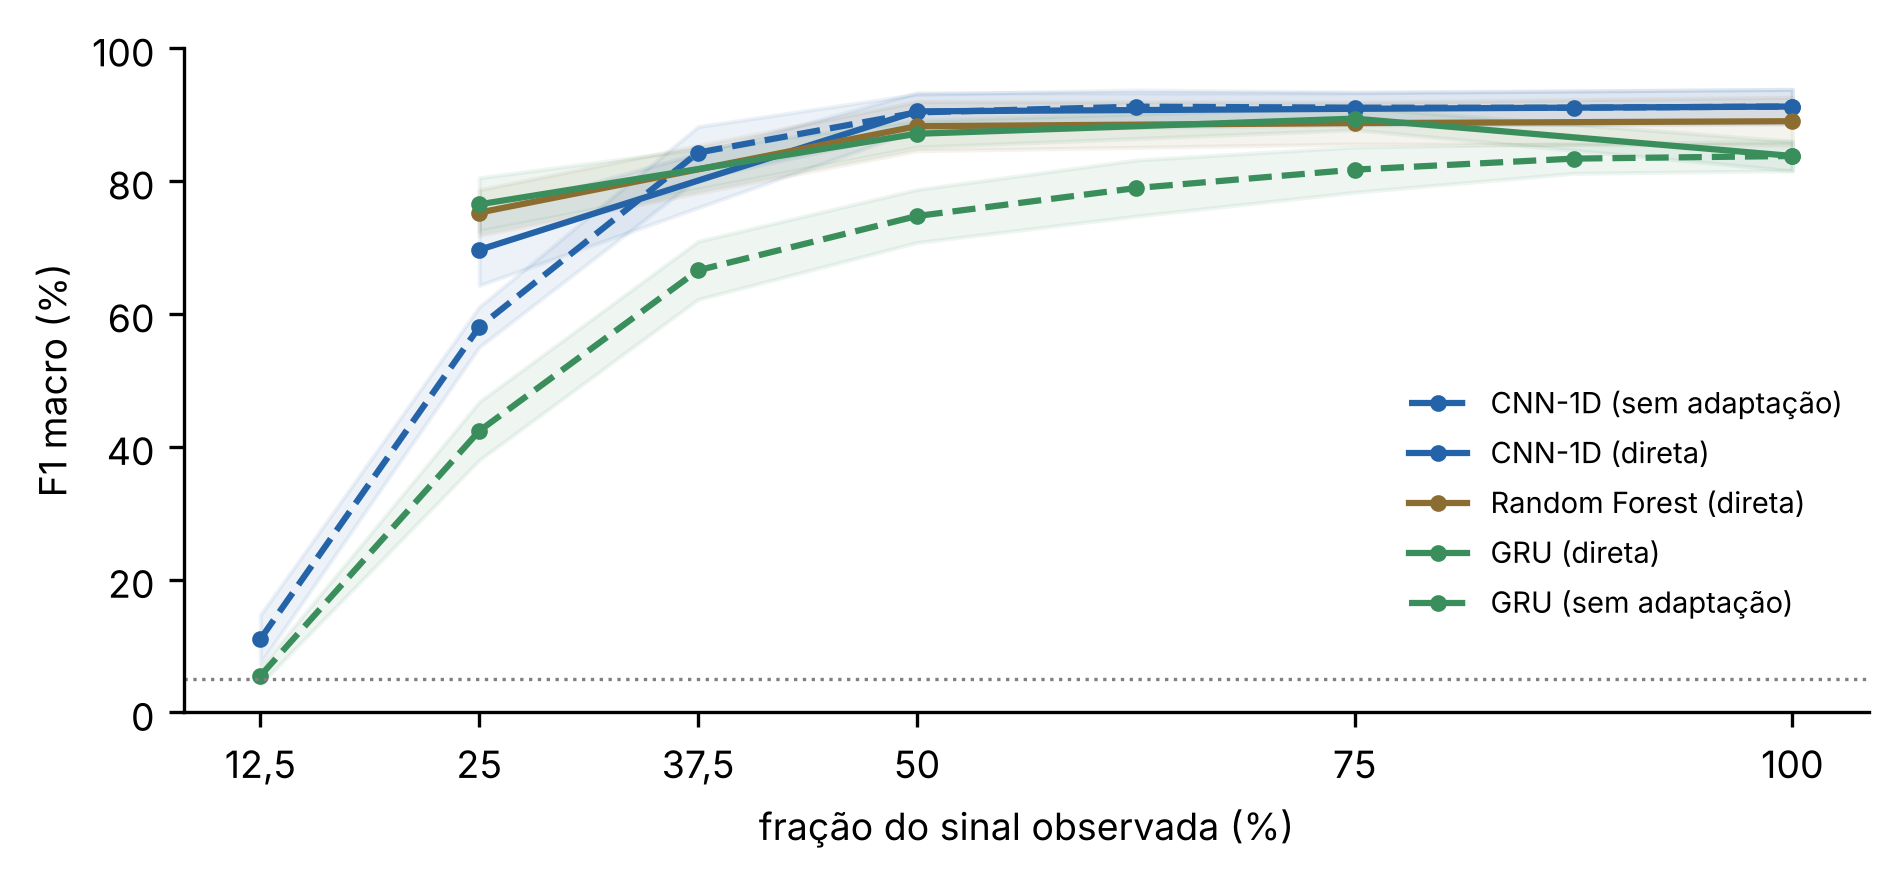 100
80
60
40
20
0
F1 macro (%)
12,5 25 37,5 50 75 100
fração do sinal observada (%)
CNN-1D (sem adaptação)
CNN-1D (direta)
Random Forest (direta)
GRU (direta)
GRU (sem adaptação)